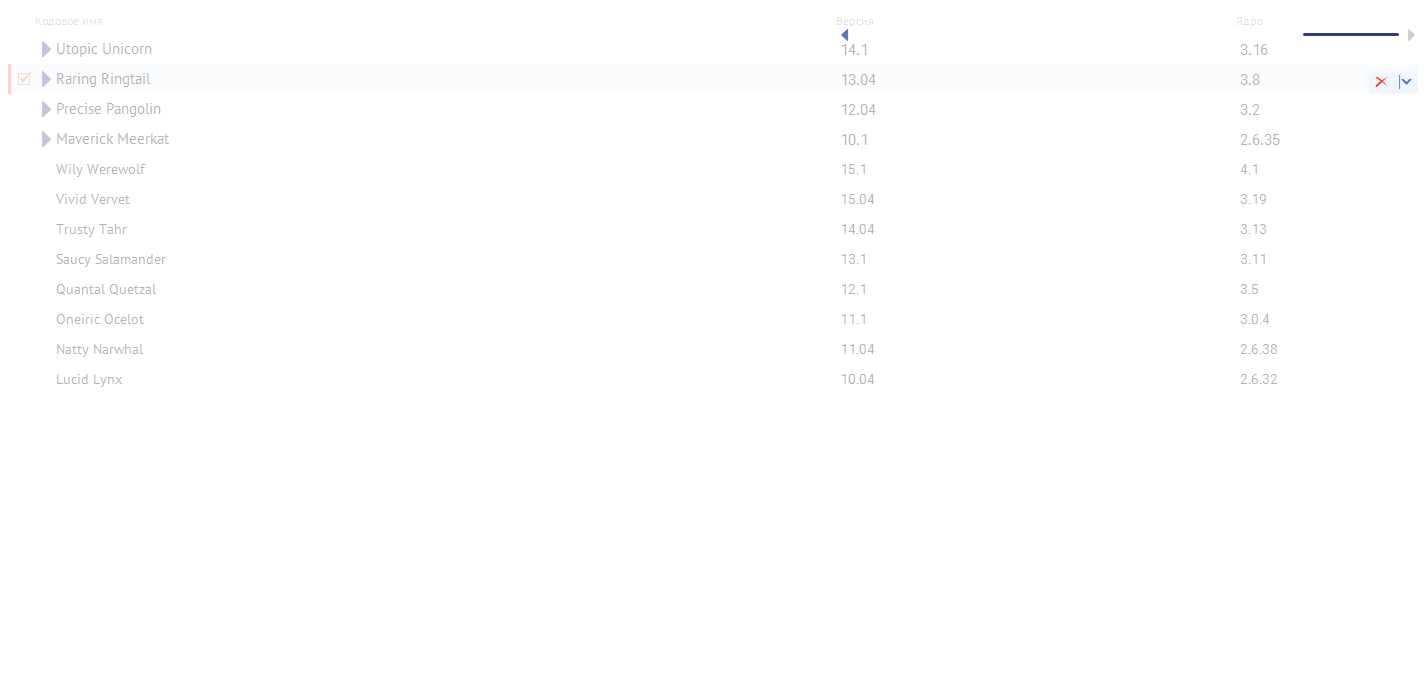 Кодовое имя Версия Ядро
Utopic Unicorn 14.1 3.16
Raring Ringtail 13.04 3.8
Precise Pangolin 12.04 3.2
Maverick Meerkat 10.1 2.6.35
Wily Werewolf 15.1 4.1
Vivid Vervet 15.04 3.19
Trusty Tahr 14.04 3.13
Saucy Salamander 13.1 3.11
Quantal Quetzal 12.1 3.5
Oneiric Ocelot 11.1 3.0.4
Natty Narwhal 11.04 2.6.38
Lucid Lynx 10.04 2.6.32